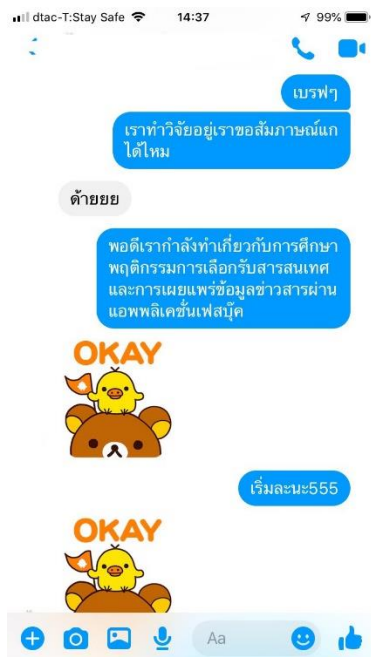 dtac-T:Stay Safe 14:37 99%
เบรฟๆ
เราทำวิจัยอยู่เราขอสัมภาษณ์แก
ได้ไหม
ด้ายยย
พอดีเรากำลังทำเกี่ยวกับการศึกษา
พฤติกรรมการเลือกรับสารสนเทศ
และการเผยแพร่ข้อมูลข่าวสารผ่าน
แอพพลิเคชั่นเฟสบุ๊ค
OKAY
เริ่มละนะ555
OKAY
Aa